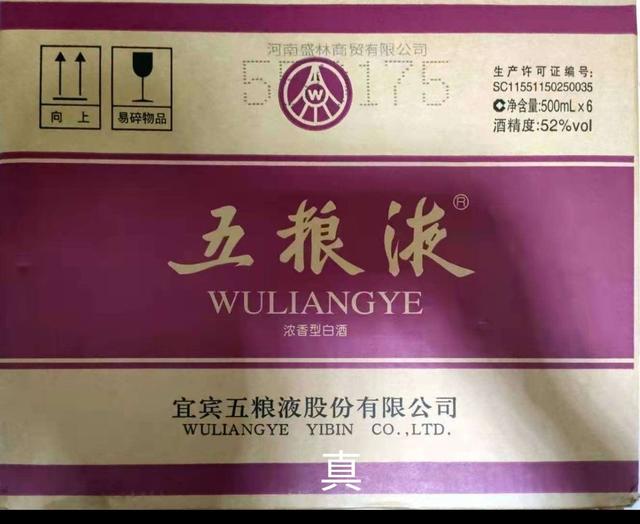 河南盛林商贸有限公司
W
向 上
易碎物品
生产许可证编号:
SC11551150250035
C净含量:500mL x 6
酒精度:52%vol
五粮液®
WULIANGYE
浓香型白酒
宜宾五粮液股份有限公司
WULIANGYE YIBIN CO.,LTD.
真